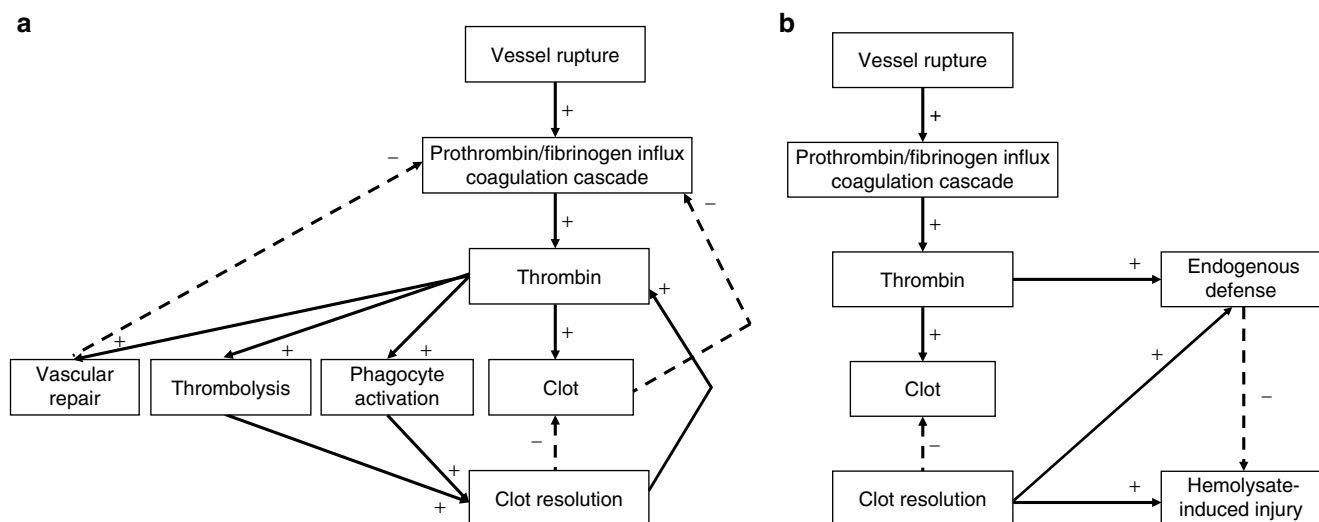 a
Vessel rupture
+
Prothrombin/fibrinogen influx
coagulation cascade
−
−
+
Thrombin
+
+
+
+
+
Vascular
repair
Thrombolysis
Phagocyte
activation
Clot
−
+
+
Clot resolution
b
Vessel rupture
+
Prothrombin/fibrinogen influx
coagulation cascade
+
Thrombin
+
Endogenous
defense
+
+
Clot
−
−
Clot resolution
+
Hemolysate-
induced injury